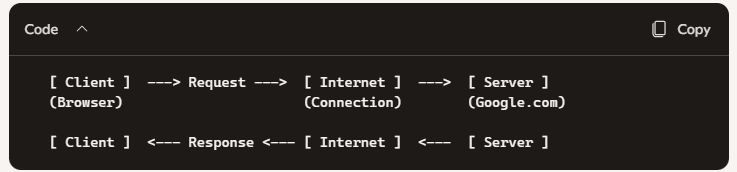 Code
Copy
[ Client ]  ---> Request --->  [ Internet ]  --->  [ Server ]
(Browser)                      (Connection)        (Google.com)
[ Client ]  <--- Response <--- [ Internet ]  <---  [ Server ]